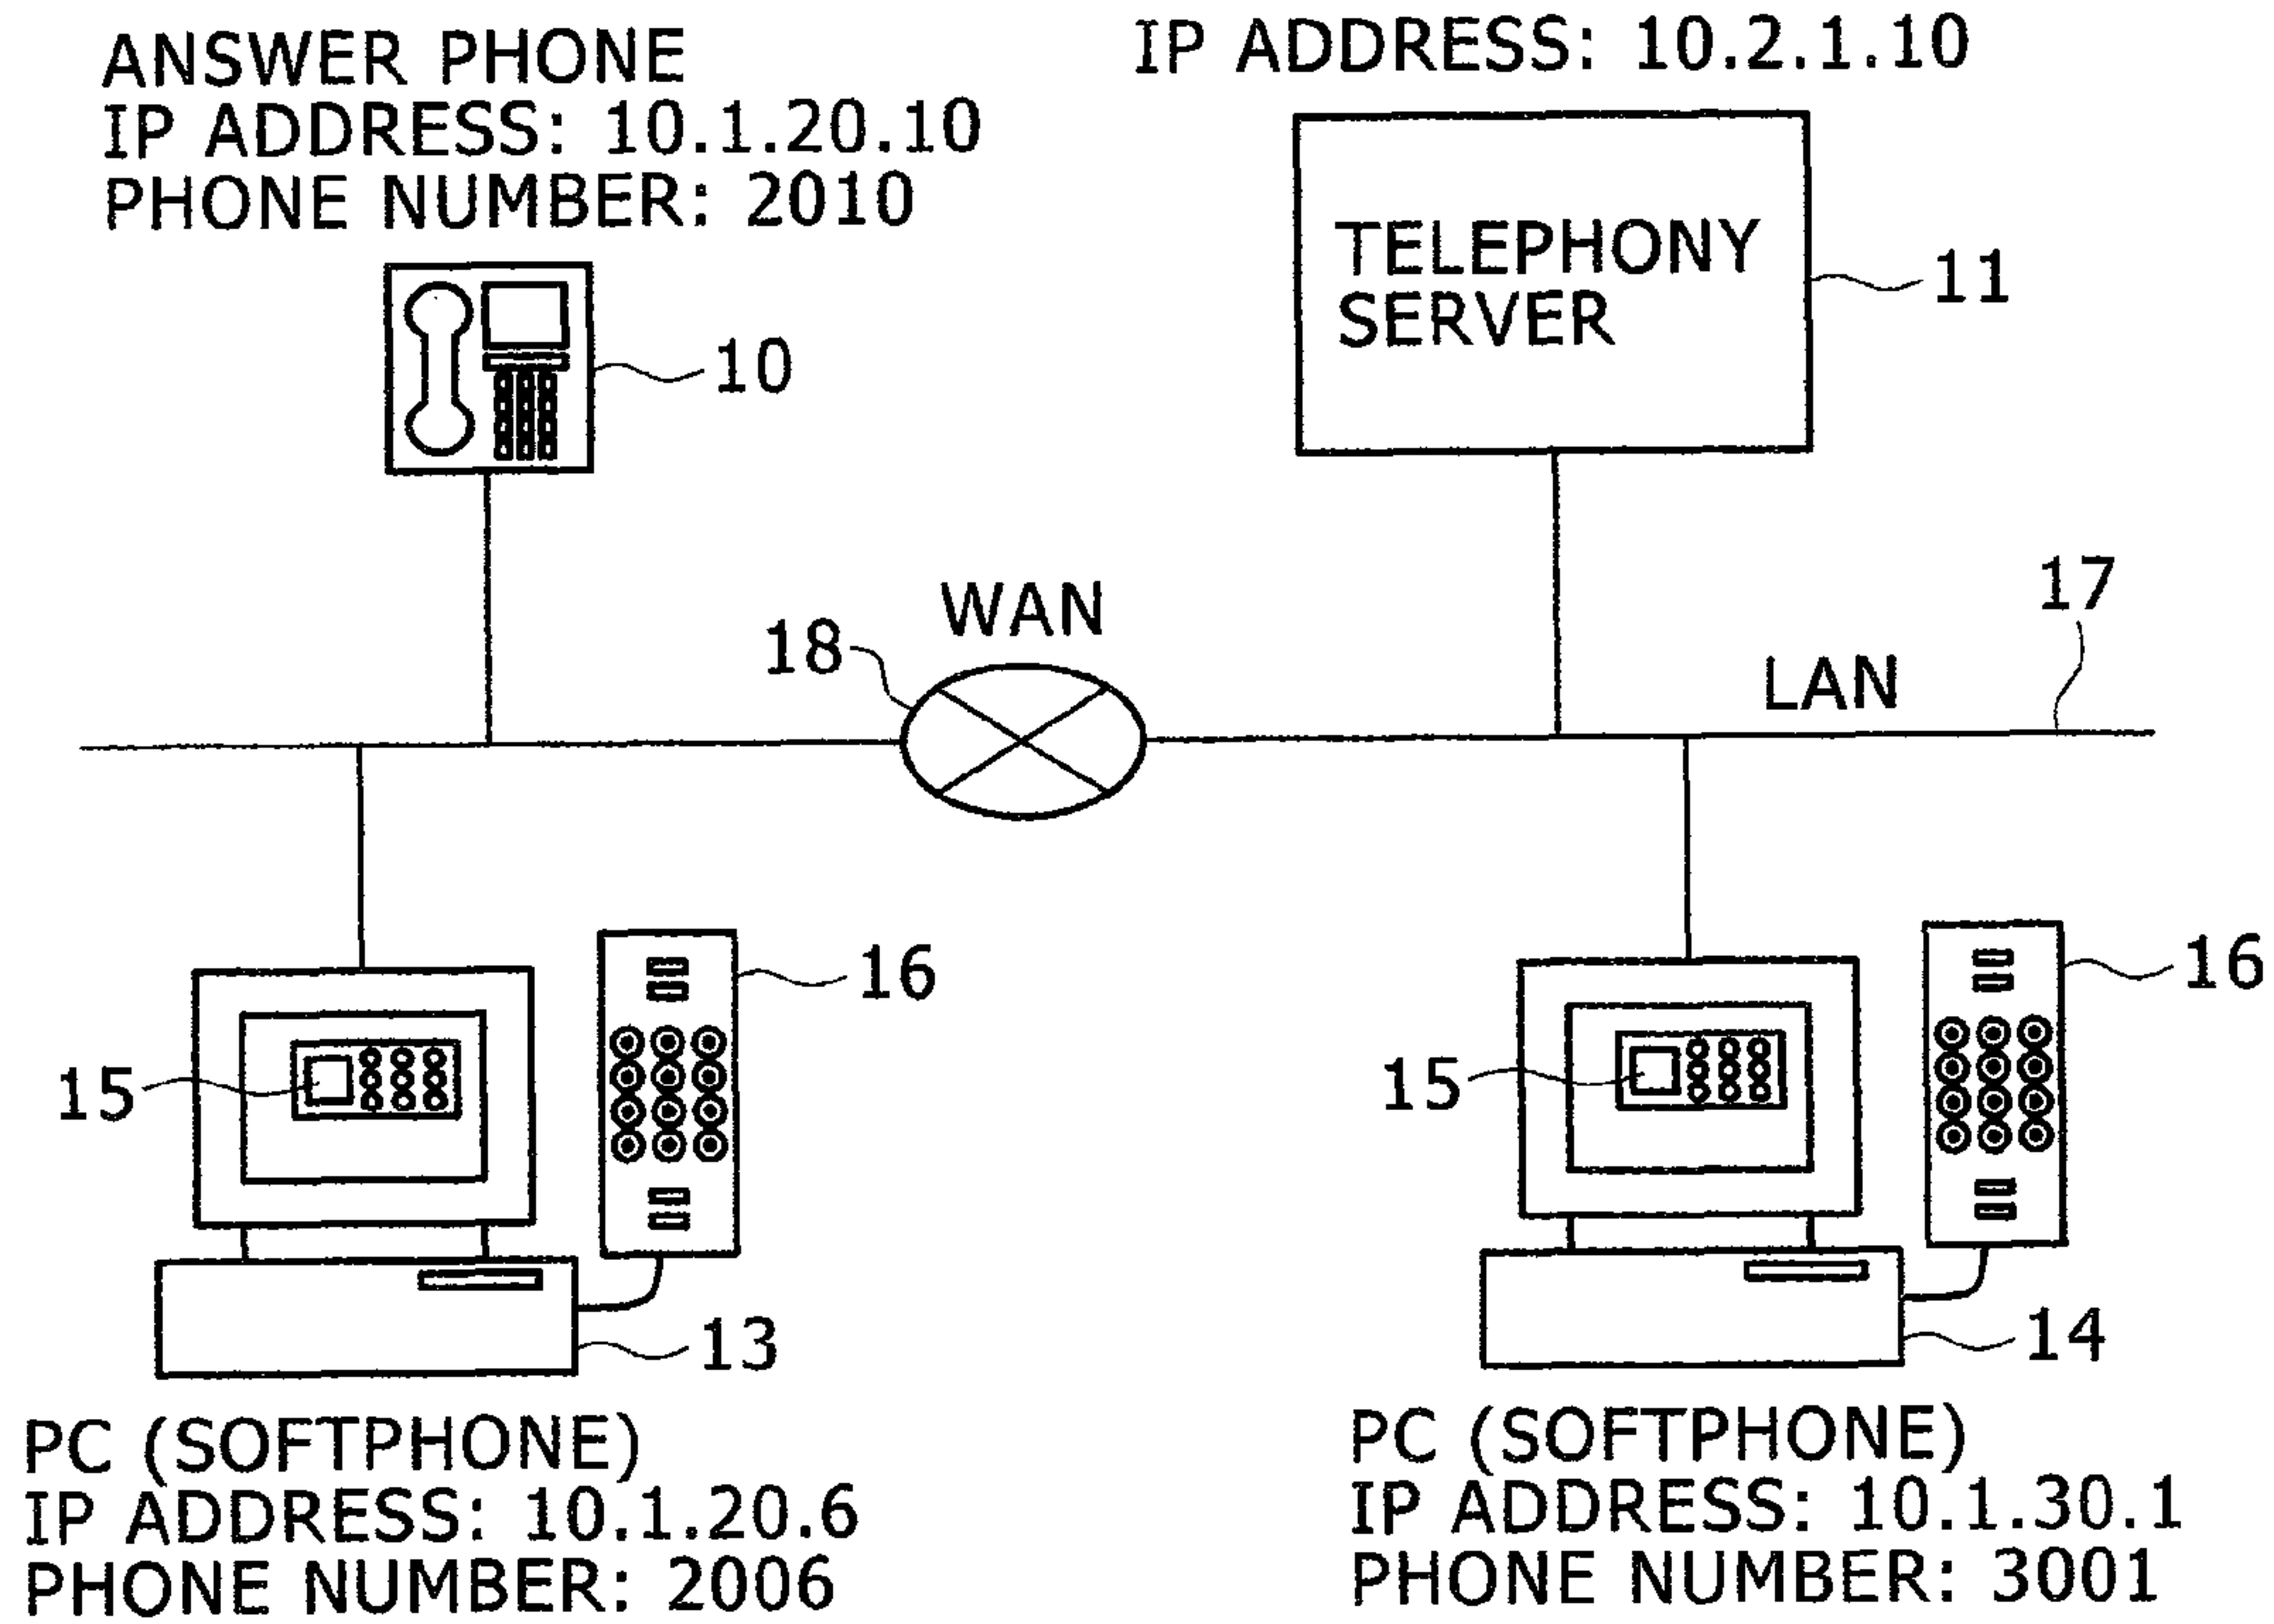 ANSWER PHONE
IP ADDRESS: 10.1.20.10
PHONE NUMBER: 2010
IP ADDRESS: 10.2.1.10
TELEPHONY
SERVER
11
10
WAN
18
17
LAN
16
15
13
16
15
14
PC (SOFTPHONE)
IP ADDRESS: 10.1.20.6
PHONE NUMBER: 2006
PC (SOFTPHONE)
IP ADDRESS: 10.1.30.1
PHONE NUMBER: 3001